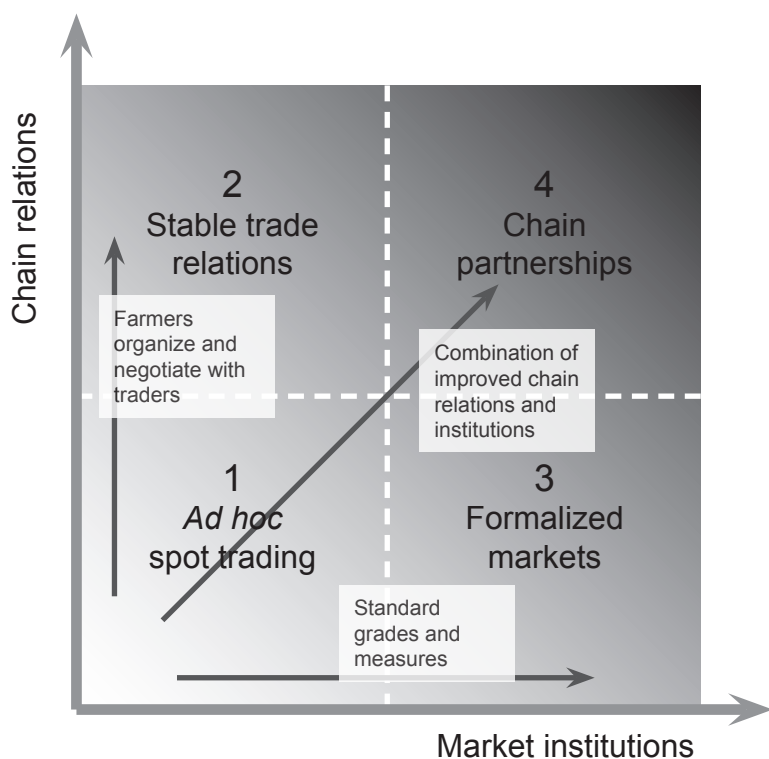 Chain relations
2
Stable trade
relations
4
Chain
partnerships
Farmers
organize and
negotiate with
traders
Combination of
improved chain
relations and
institutions
1
Ad hoc
spot trading
3
Formalized
markets
Standard
grades and
measures
Market institutions